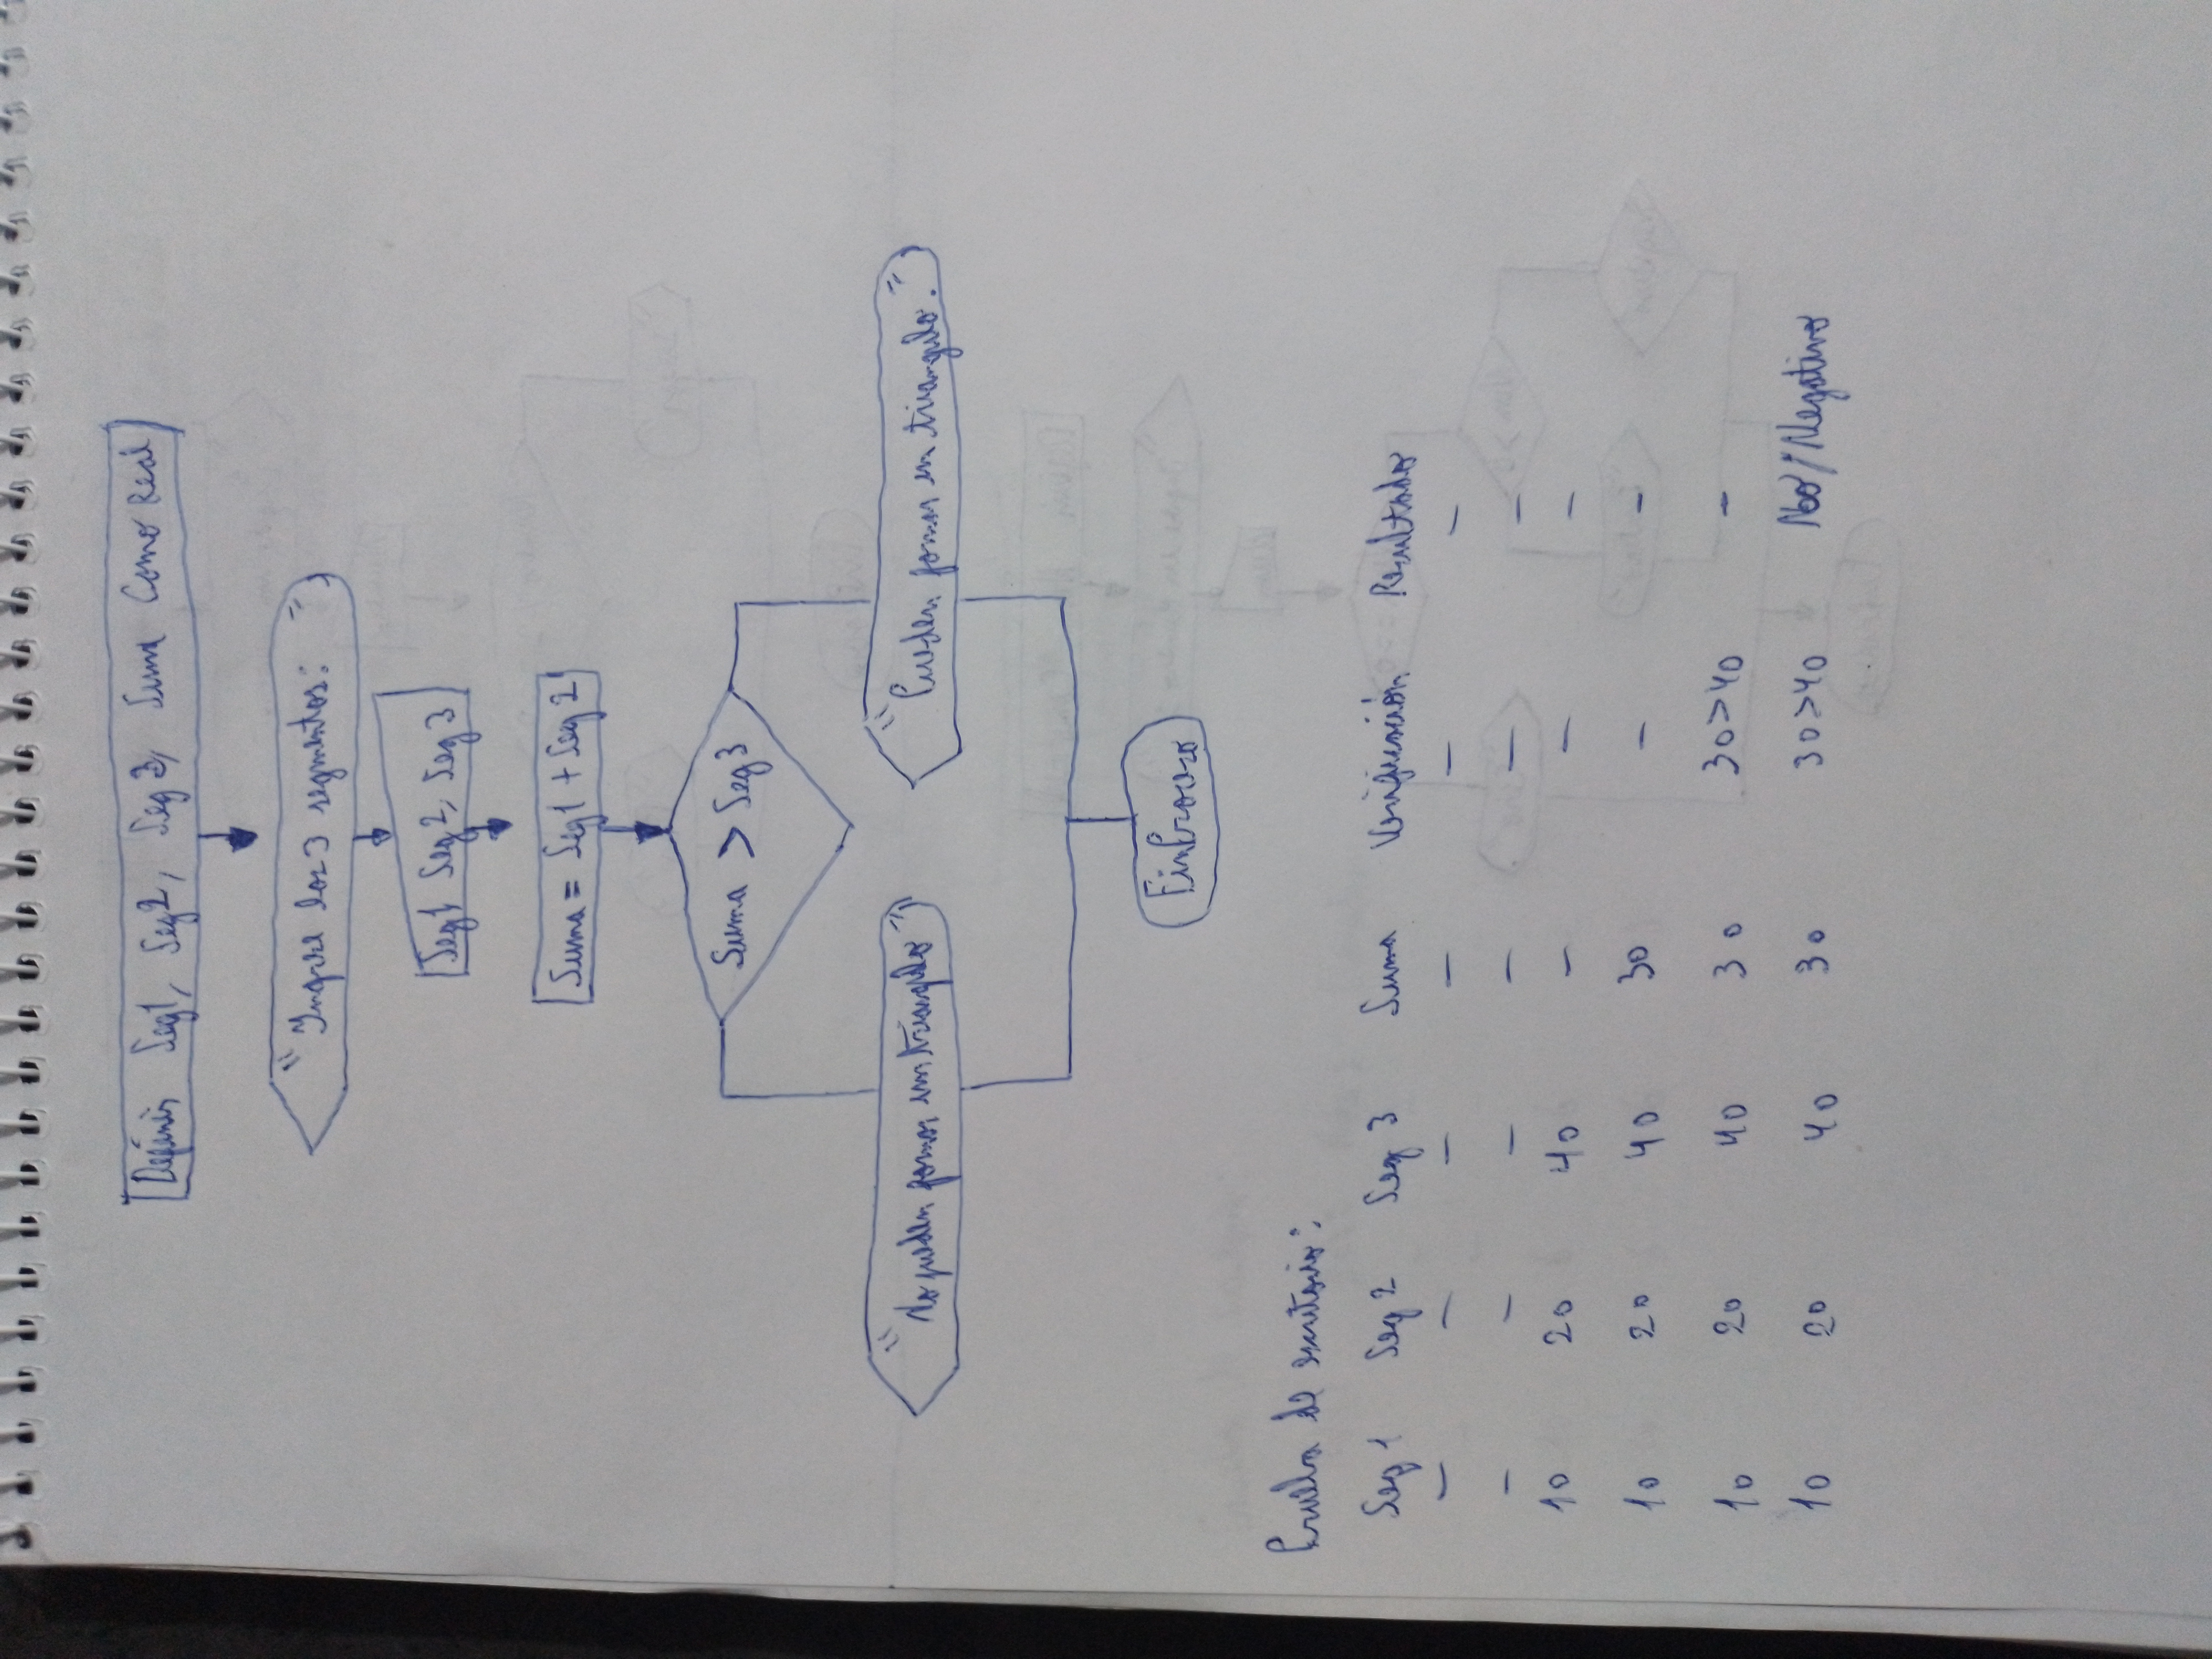 Definir Seg1, Seg2, Seg3, Suma Como Real
"Ingrese los 3 segmentos: "
Seg1 Seg2, Seg3
Suma = Seg1 + Seg2
Suma > Seg3
"No pueden formar un triangulo"
"Pueden formar un triangulo."
FinProceso
Prueba de escritorio:
Seg 1 Seg 2 Seg 3 Suma Verificación Resultado
— — — — — —
— — — — — —
10 20 40 — — —
10 20 40 30 — —
10 20 40 30 30>40 —
10 20 40 30 30>40 No/Negativo